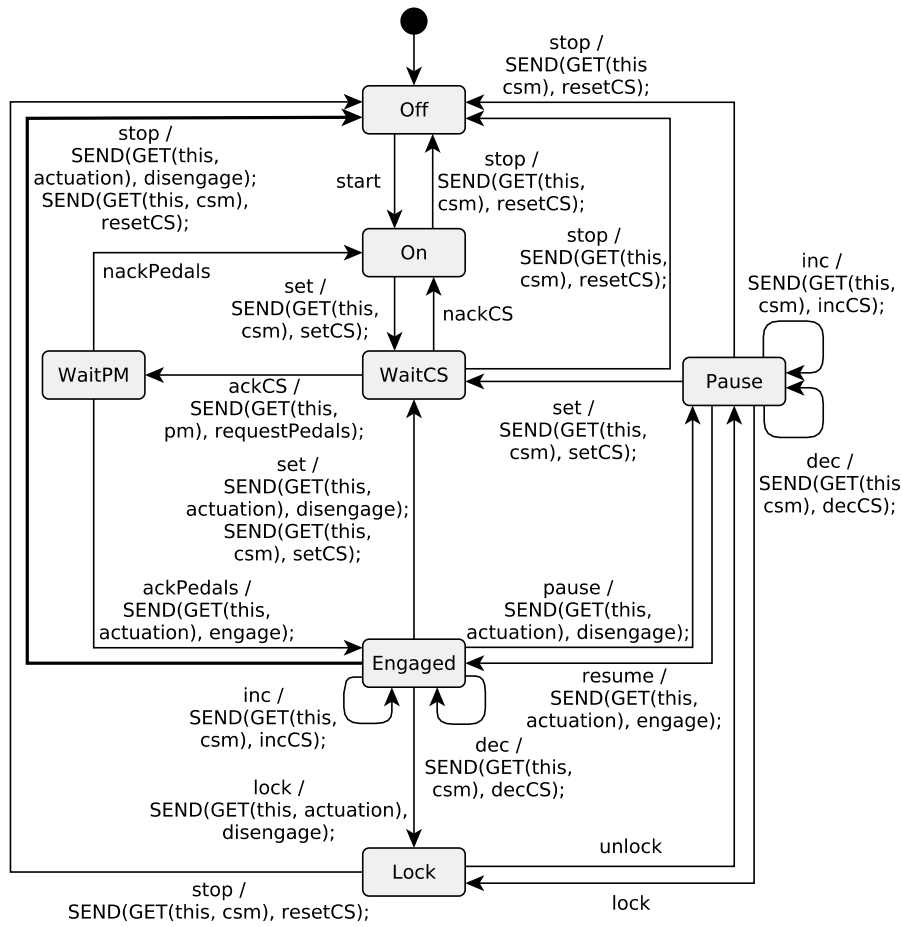 stop /
SEND(GET(this
csm), resetCS);
Off
stop /
SEND(GET(this,
actuation), disengage);
SEND(GET(this, csm),
resetCS);
start
stop /
SEND(GET(this,
csm), resetCS);
stop /
SEND(GET(this,
csm), resetCS);
On
nackPedals
inc /
SEND(GET(this,
csm), incCS);
set /
SEND(GET(this,
csm), setCS);
nackCS
WaitPM
WaitCS
Pause
ackCS /
SEND(GET(this,
pm), requestPedals);
set /
SEND(GET(this,
csm), setCS);
dec /
SEND(GET(this
csm), decCS);
set /
SEND(GET(this,
actuation), disengage);
SEND(GET(this,
csm), setCS);
ackPedals /
SEND(GET(this,
actuation), engage);
pause /
SEND(GET(this,
actuation), disengage);
Engaged
resume /
SEND(GET(this,
actuation), engage);
inc /
SEND(GET(this,
csm), incCS);
dec /
SEND(GET(this,
csm), decCS);
lock /
SEND(GET(this, actuation),
disengage);
unlock
Lock
lock
stop /
SEND(GET(this, csm), resetCS);